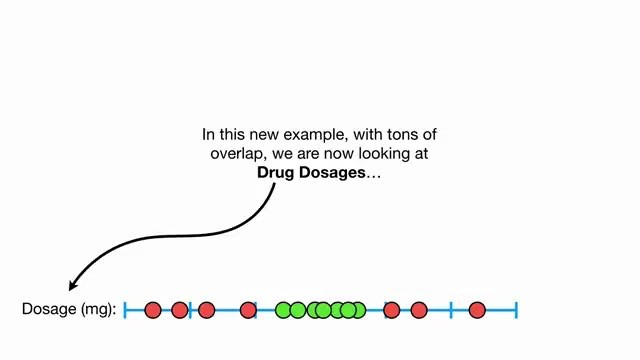 In this new example, with tons of
overlap, we are now looking at
Drug Dosages…
Dosage (mg):